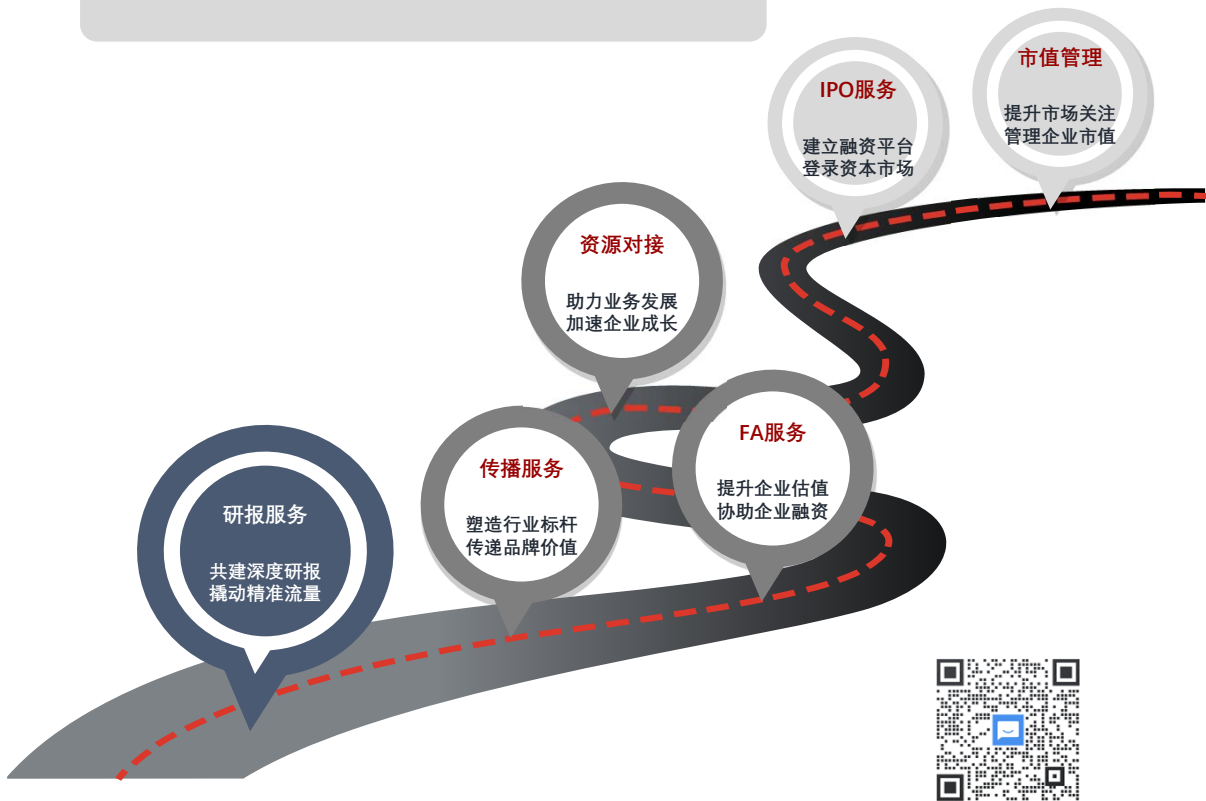 研报服务
共建深度研报
撬动精准流量
传播服务
塑造行业标杆
传递品牌价值
FA服务
提升企业估值
协助企业融资
资源对接
助力业务发展
加速企业成长
IPO服务
建立融资平台
登录资本市场
市值管理
提升市场关注
管理企业市值